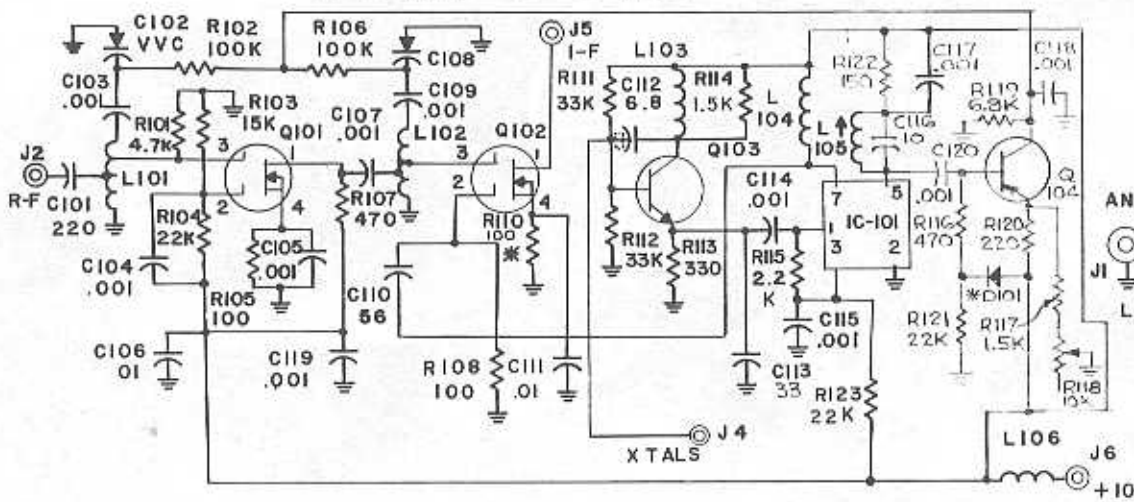 C102
VVC
R102
100K
R106
100K
C108
J5
I-F
L103
C117
.001
C118
.001
C103
.001
R103
15K
R101
4.7K
Q101
C107
.001
C109
.001
L102
Q102
R111
33K
C112
6.8
R114
1.5K
Q103
L
104
R122
150
R119
6.8K
C116
10
L
105
C120
.001
Q
104
J2
R-F
C101
220
L101
3
2
1
4
3
2
1
4
R104
22K
R107
470
R110
100
*
C114
.001
7
5
IC-101
1
3
2
R116
470
R120
220
AN
J1
L
C104
.001
C105
.001
R105
100
C110
56
R112
33K
R113
330
R115
2.2
K
*D101
C106
.01
C119
.001
R108
100
C111
.01
C115
.001
C113
33
R121
22K
R117
1.5K
R118
10K
R123
22K
J4
XTALS
L106
J6
+10